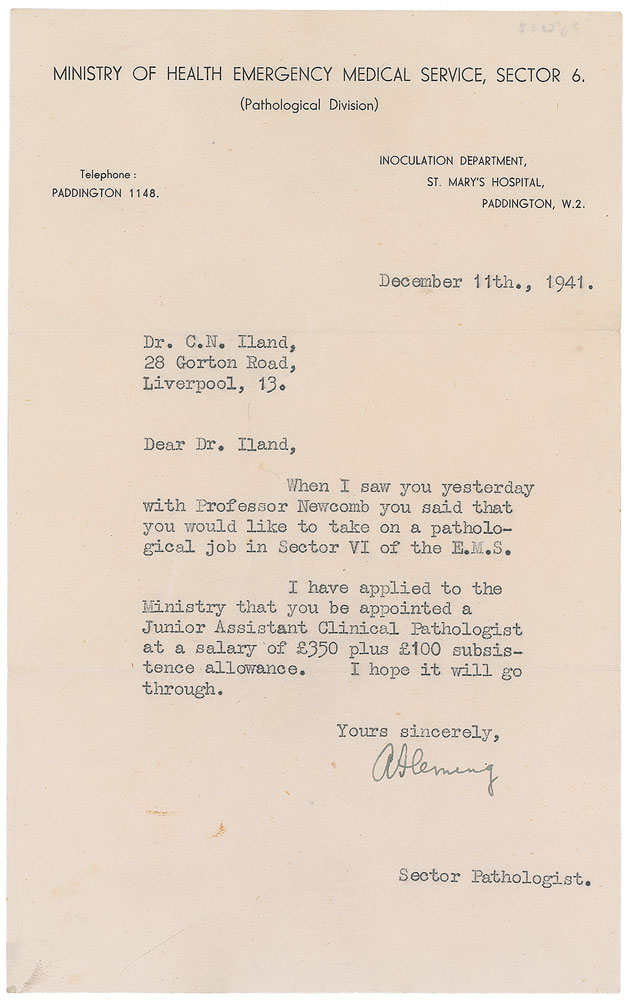 MINISTRY OF HEALTH EMERGENCY MEDICAL SERVICE, SECTOR 6.
(Pathological Division)
Telephone :
PADDINGTON 1148.
INOCULATION DEPARTMENT,
ST. MARY'S HOSPITAL,
PADDINGTON, W.2.
December 11th., 1941.
Dr. C.N. Iland,
28 Gorton Road,
Liverpool, 13.
Dear Dr. Iland,
When I saw you yesterday
with Professor Newcomb you said that
you would like to take on a patholo-
gical job in Sector VI of the E.M.S.
I have applied to the
Ministry that you be appointed a
Junior Assistant Clinical Pathologist
at a salary of £350 plus £100 subsis-
tence allowance. I hope it will go
through.
Yours sincerely,
A Fleming
Sector Pathologist.